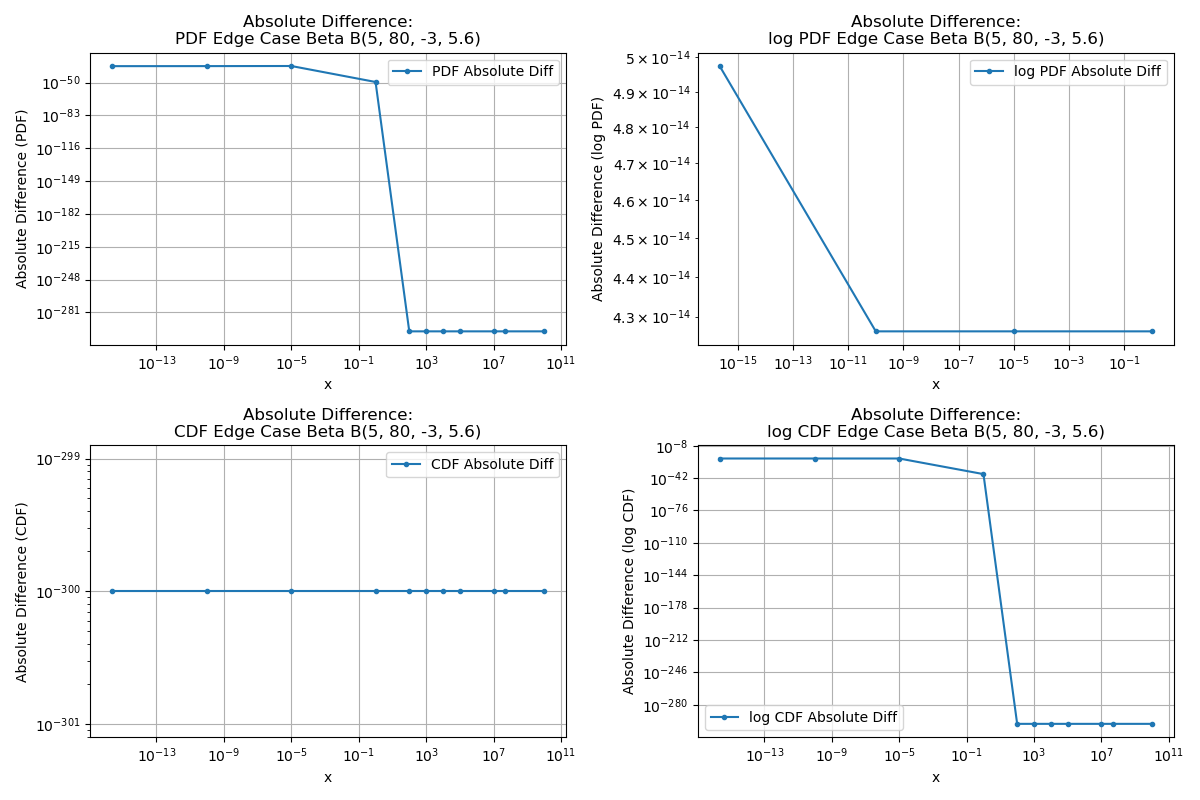 Absolute Difference:
PDF Edge Case Beta B(5, 80, -3, 5.6)
PDF Absolute Diff
Absolute Difference (PDF)
10^-50
10^-83
10^-116
10^-149
10^-182
10^-215
10^-248
10^-281
10^-13 10^-9 10^-5 10^-1 10^3 10^7 10^11
x
Absolute Difference:
log PDF Edge Case Beta B(5, 80, -3, 5.6)
log PDF Absolute Diff
Absolute Difference (log PDF)
5 × 10^-14
4.9 × 10^-14
4.8 × 10^-14
4.7 × 10^-14
4.6 × 10^-14
4.5 × 10^-14
4.4 × 10^-14
4.3 × 10^-14
10^-15 10^-13 10^-11 10^-9 10^-7 10^-5 10^-3 10^-1
x
Absolute Difference:
CDF Edge Case Beta B(5, 80, -3, 5.6)
CDF Absolute Diff
Absolute Difference (CDF)
10^-299
10^-300
10^-301
10^-13 10^-9 10^-5 10^-1 10^3 10^7 10^11
x
Absolute Difference:
log CDF Edge Case Beta B(5, 80, -3, 5.6)
log CDF Absolute Diff
Absolute Difference (log CDF)
10^-8
10^-42
10^-76
10^-110
10^-144
10^-178
10^-212
10^-246
10^-280
10^-13 10^-9 10^-5 10^-1 10^3 10^7 10^11
x